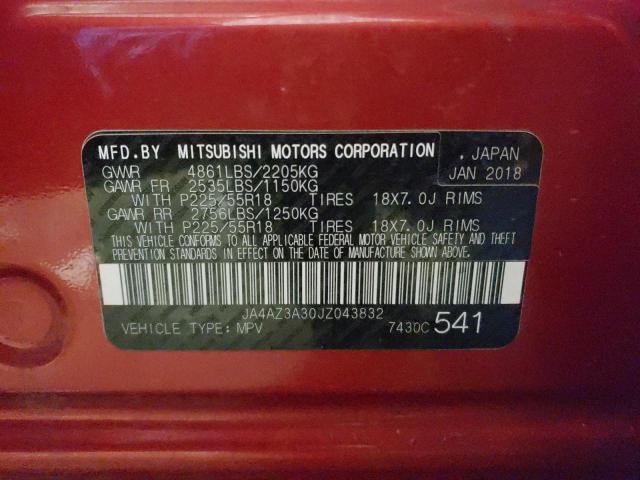 MFD.BY MITSUBISHI MOTORS CORPORATION , JAPAN
GVWR 4861LBS/2205KG JAN 2018
GAWR FR 2535LBS/1150KG
WITH P225/55R18 TIRES 18X7.0J RIMS
GAWR RR 2756LBS/1250KG
WITH P225/55R18 TIRES 18X7.0J RIMS
THIS VEHICLE CONFORMS TO ALL APPLICABLE FEDERAL MOTOR VEHICLE SAFETY AND THEFT
PREVENTION STANDARDS IN EFFECT ON THE DATE OF MANUFACTURE SHOWN ABOVE.
JA4AZ3A30JZ043832
VEHICLE TYPE: MPV 7430C 541